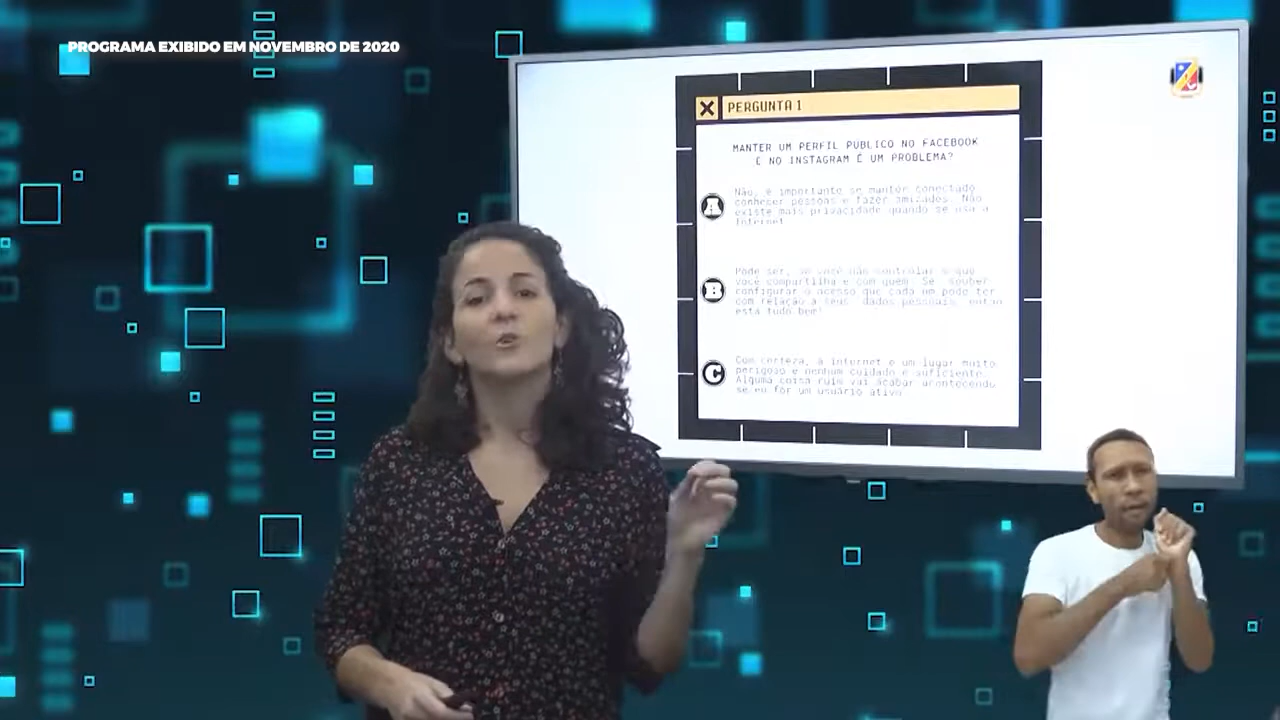 PROGRAMA EXIBIDO EM NOVEMBRO DE 2020
PERGUNTA 1
MANTER UM PERFIL PÚBLICO NO FACEBOOK
E NO INSTAGRAM É UM PROBLEMA?
A
Não, é importante se manter conectado
conhecer pessoas e fazer amizades. Não
existe mais privacidade quando se usa a
Internet
B
Pode ser, se você não controlar o que
você compartilha e com quem. Se souber
configurar o acesso que cada um pode ter
com relação a seus dados pessoais, então
está tudo bem!
C
Com certeza, a internet é um lugar muito
perigoso e nenhum cuidado é suficiente.
Alguma coisa ruim vai acabar acontecendo
se eu for um usuário ativo